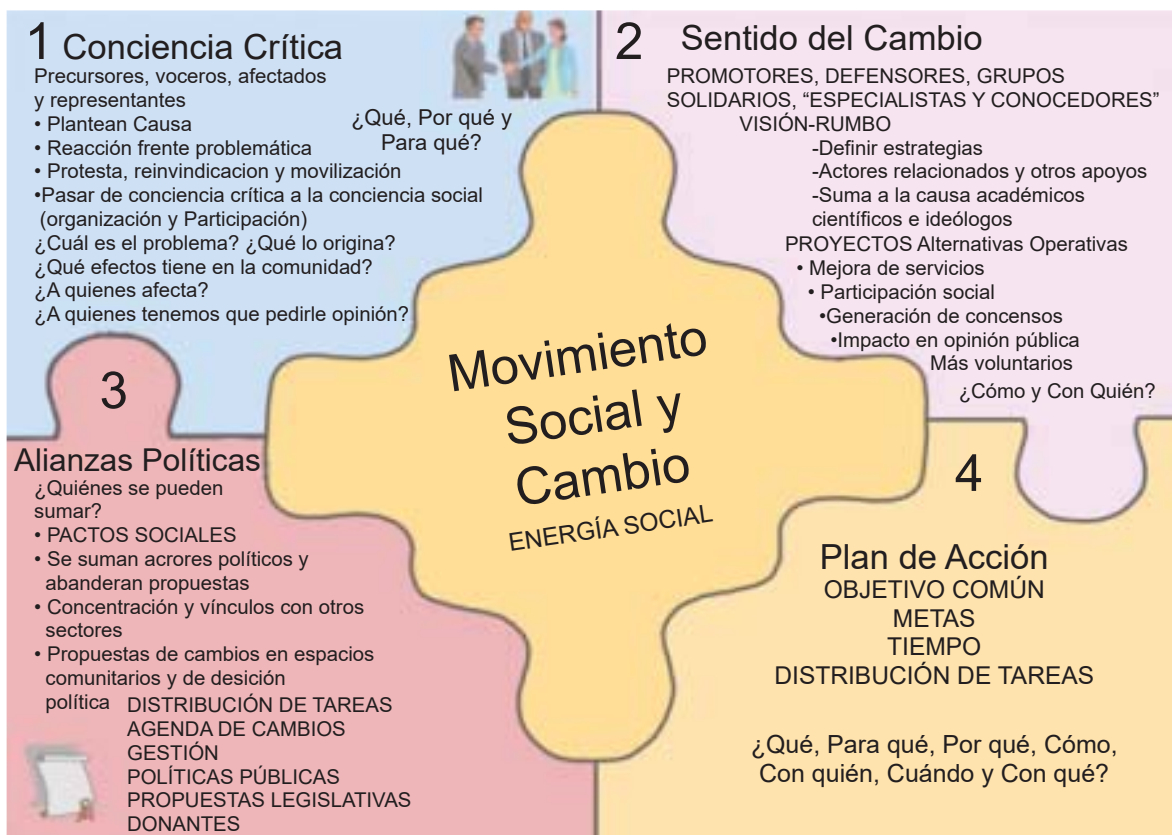 1 Conciencia Crítica
Precursores, voceros, afectados
y representantes
• Plantean Causa
• Reacción frente problemática
• Protesta, reinvindicacion y movilización
•Pasar de conciencia crítica a la conciencia social
(organización y Participación)
¿Cuál es el problema? ¿Qué lo origina?
¿Qué efectos tiene en la comunidad?
¿A quienes afecta?
¿A quienes tenemos que pedirle opinión?
¿Qué, Por qué y
Para qué?
2 Sentido del Cambio
PROMOTORES, DEFENSORES, GRUPOS
SOLIDARIOS, “ESPECIALISTAS Y CONOCEDORES”
VISIÓN-RUMBO
-Definir estrategias
-Actores relacionados y otros apoyos
-Suma a la causa académicos
científicos e ideólogos
PROYECTOS Alternativas Operativas
• Mejora de servicios
• Participación social
•Generación de concensos
•Impacto en opinión pública
Más voluntarios
¿Cómo y Con Quién?
Movimiento
Social y
Cambio
ENERGÍA SOCIAL
3
Alianzas Políticas
¿Quiénes se pueden
sumar?
• PACTOS SOCIALES
• Se suman acrores políticos y
abanderan propuestas
• Concentración y vínculos con otros
sectores
• Propuestas de cambios en espacios
comunitarios y de desición
política
DISTRIBUCIÓN DE TAREAS
AGENDA DE CAMBIOS
GESTIÓN
POLÍTICAS PÚBLICAS
PROPUESTAS LEGISLATIVAS
DONANTES
4
Plan de Acción
OBJETIVO COMÚN
METAS
TIEMPO
DISTRIBUCIÓN DE TAREAS
¿Qué, Para qué, Por qué, Cómo,
Con quién, Cuándo y Con qué?